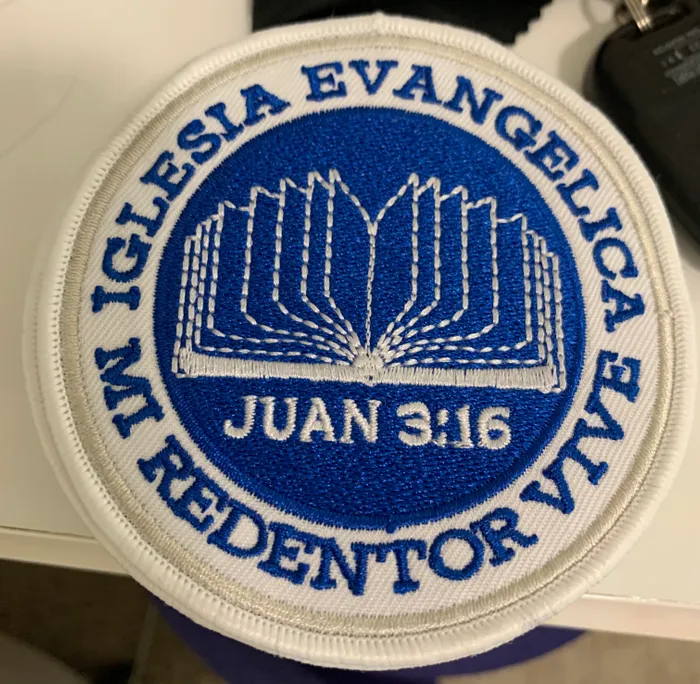 IGLESIA EVANGELICA
JUAN 3:16
MI REDENTOR VIVE